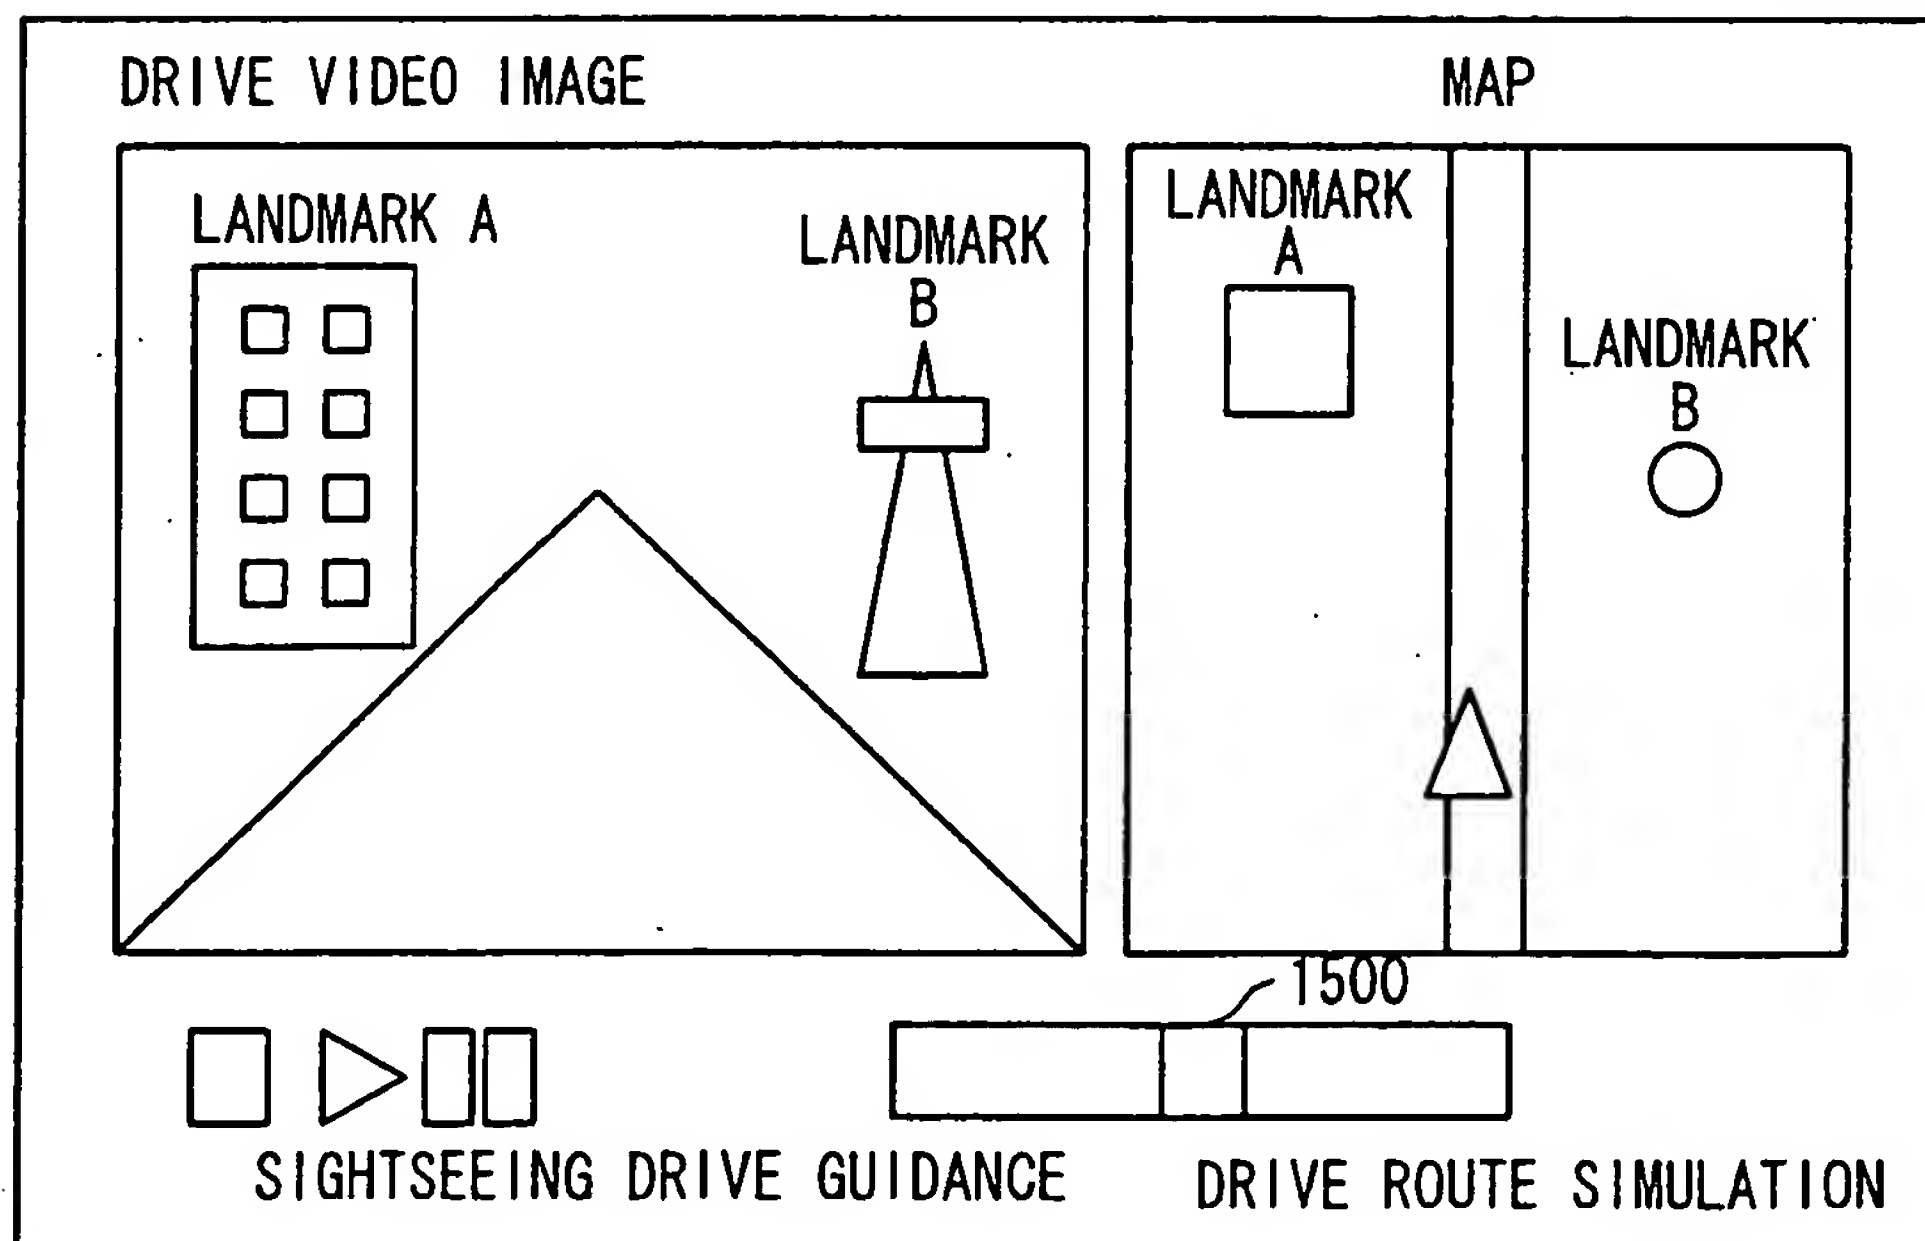 DRIVE VIDEO IMAGE
MAP
LANDMARK A
LANDMARK
B
LANDMARK
A
LANDMARK
B
1500
SIGHTSEEING DRIVE GUIDANCE
DRIVE ROUTE SIMULATION